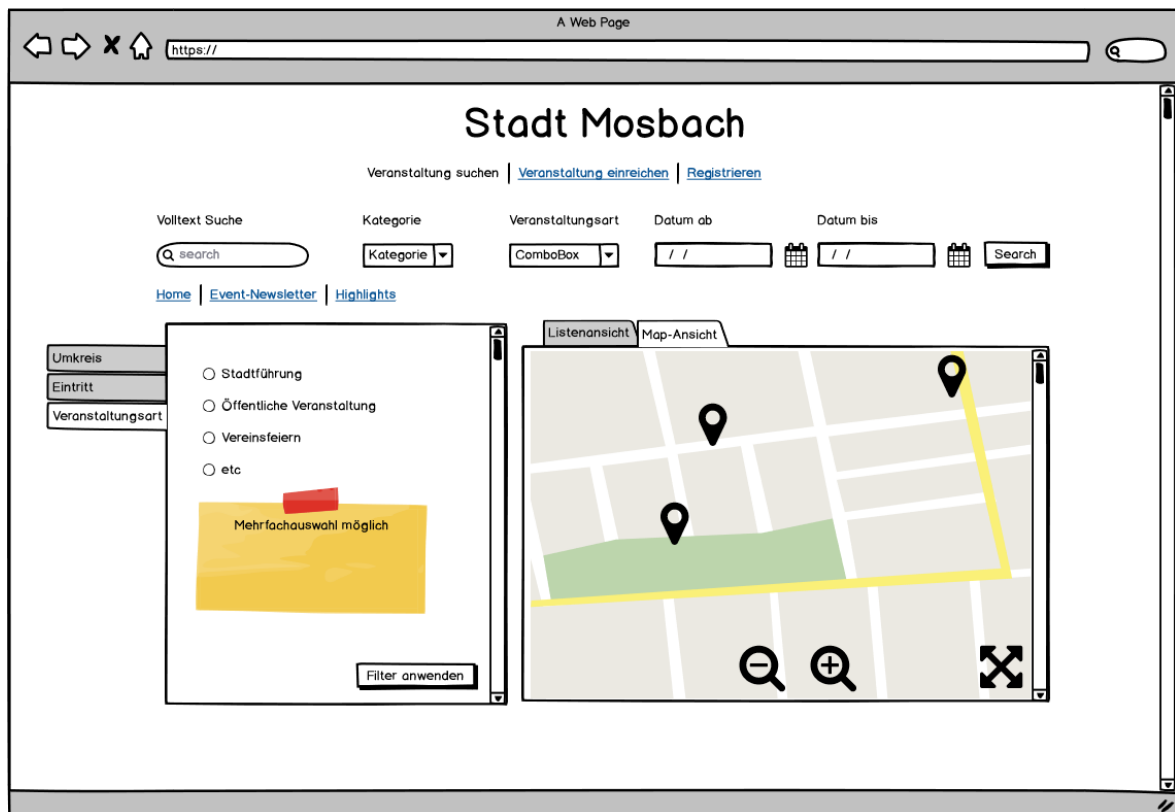 A Web Page
https://
Stadt Mosbach
Veranstaltung suchen | Veranstaltung einreichen | Registrieren
Volltext Suche Kategorie Veranstaltungsart Datum ab Datum bis
search Kategorie ComboBox / / / / Search
Home | Event-Newsletter | Highlights
Listenansicht Map-Ansicht
Umkreis
Eintritt
Veranstaltungsart
Stadtführung
Öffentliche Veranstaltung
Vereinsfeiern
etc
Mehrfachauswahl möglich
Filter anwenden